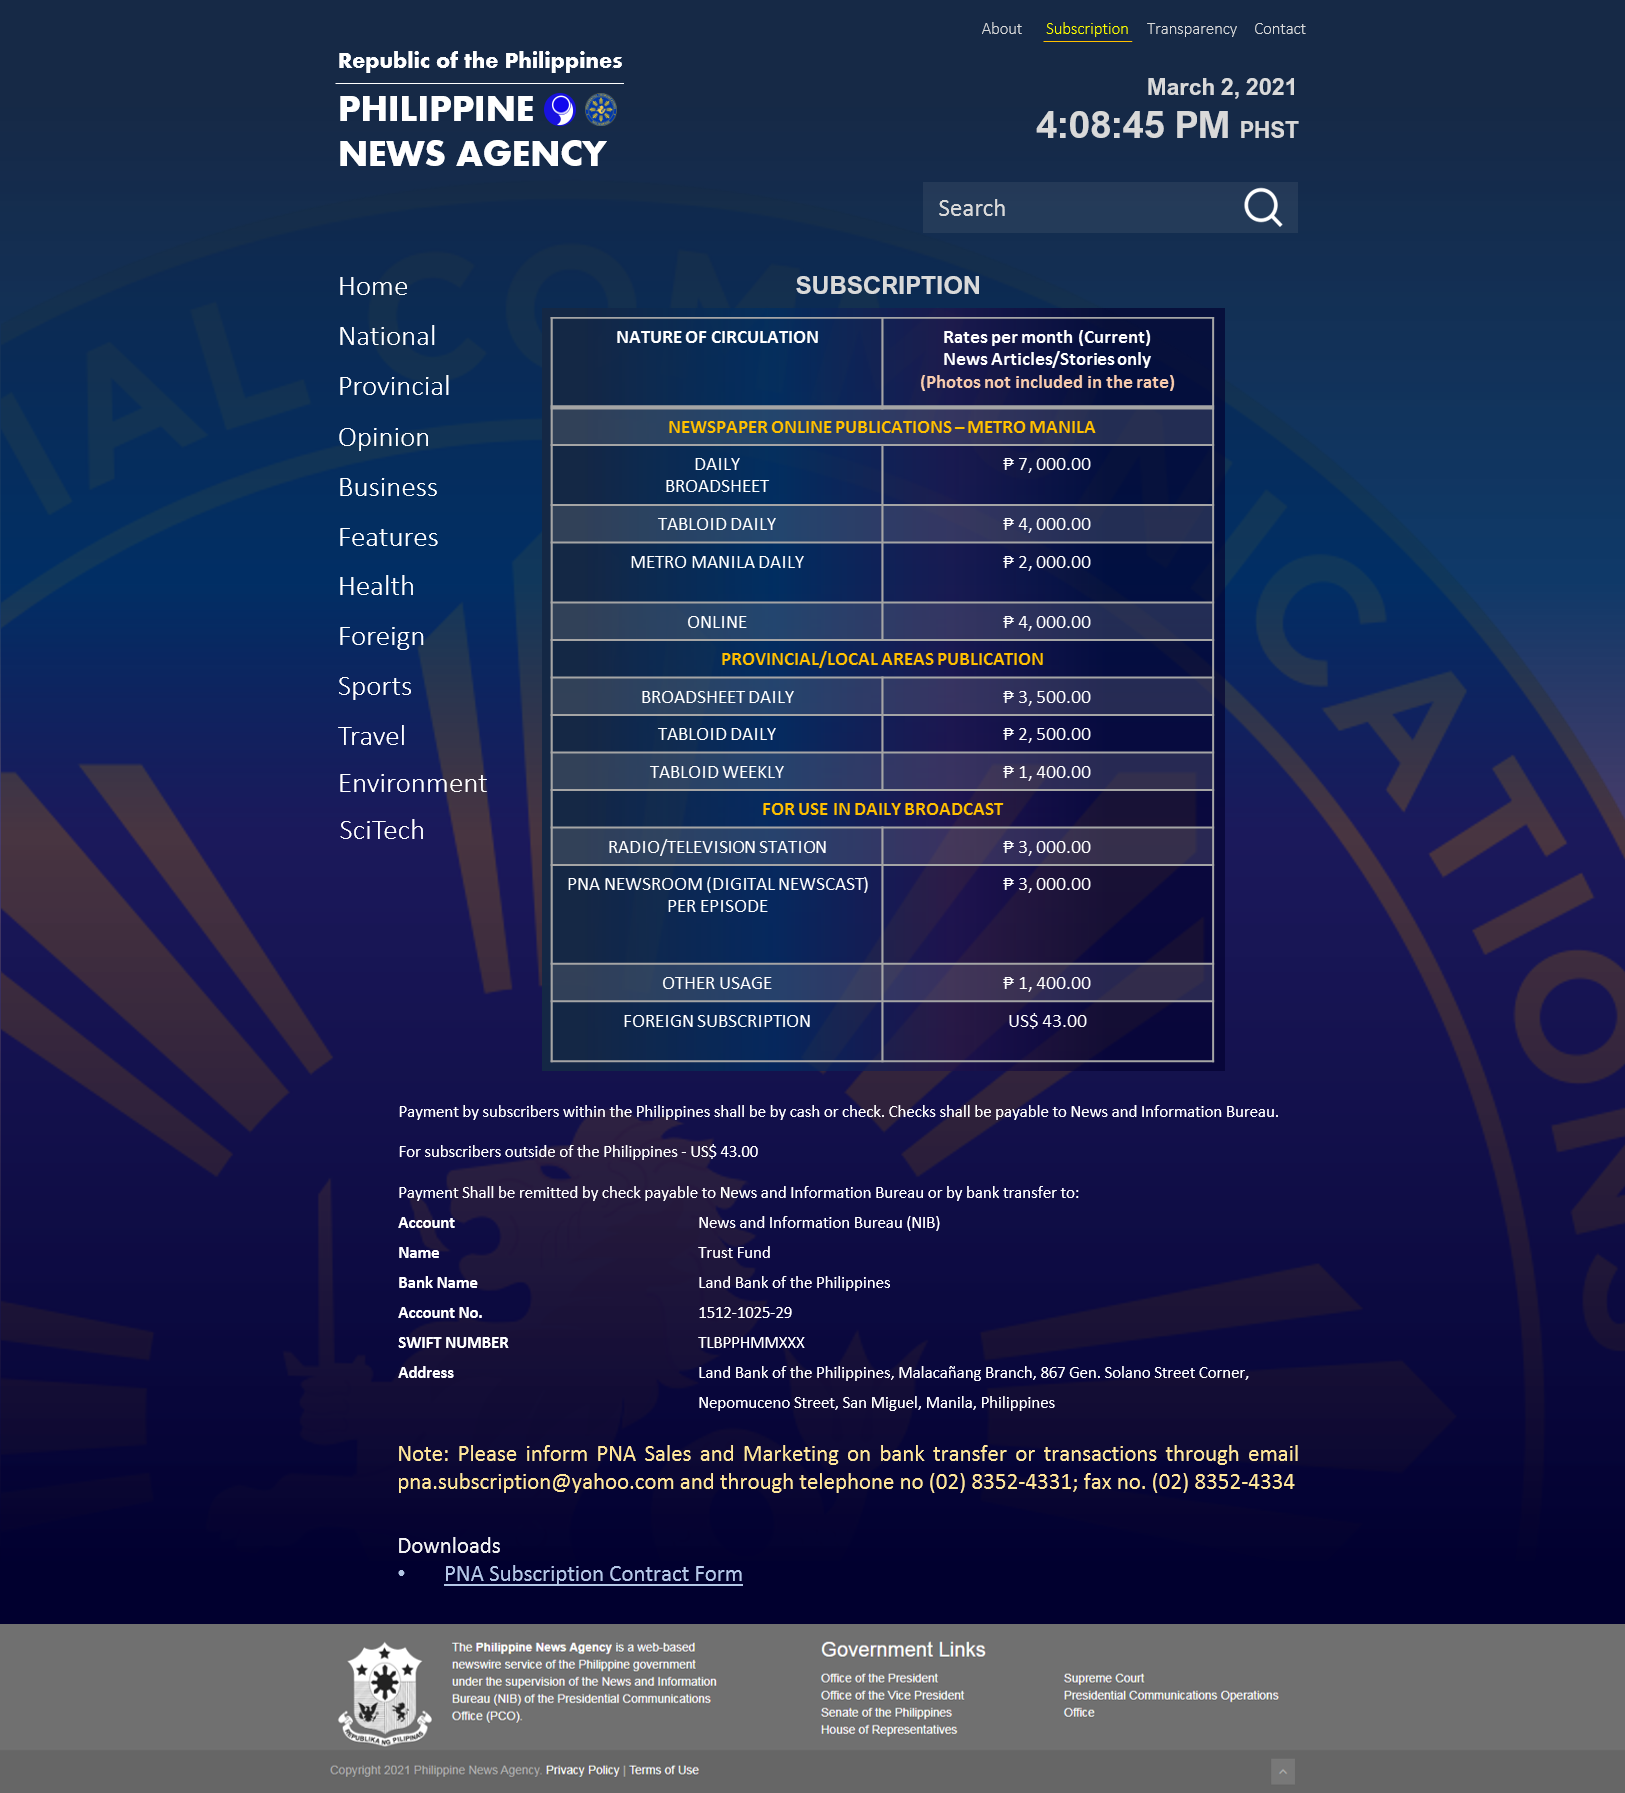 About Subscription Transparency Contact
Republic of the Philippines
PHILIPPINE
NEWS AGENCY
March 2, 2021
4:08:45 PM PHST
Search
Home
National
Provincial
Opinion
Business
Features
Health
Foreign
Sports
Travel
Environment
SciTech
SUBSCRIPTION
NATURE OF CIRCULATION
Rates per month (Current)
News Articles/Stories only
(Photos not included in the rate)
NEWSPAPER ONLINE PUBLICATIONS – METRO MANILA
DAILY
BROADSHEET
₱ 7, 000.00
TABLOID DAILY ₱ 4, 000.00
METRO MANILA DAILY ₱ 2, 000.00
ONLINE ₱ 4, 000.00
PROVINCIAL/LOCAL AREAS PUBLICATION
BROADSHEET DAILY ₱ 3, 500.00
TABLOID DAILY ₱ 2, 500.00
TABLOID WEEKLY ₱ 1, 400.00
FOR USE IN DAILY BROADCAST
RADIO/TELEVISION STATION ₱ 3, 000.00
PNA NEWSROOM (DIGITAL NEWSCAST)
PER EPISODE
₱ 3, 000.00
OTHER USAGE ₱ 1, 400.00
FOREIGN SUBSCRIPTION US$ 43.00
Payment by subscribers within the Philippines shall be by cash or check. Checks shall be payable to News and Information Bureau.
For subscribers outside of the Philippines - US$ 43.00
Payment Shall be remitted by check payable to News and Information Bureau or by bank transfer to:
Account News and Information Bureau (NIB)
Name Trust Fund
Bank Name Land Bank of the Philippines
Account No. 1512-1025-29
SWIFT NUMBER TLBPPHMMXXX
Address Land Bank of the Philippines, Malacañang Branch, 867 Gen. Solano Street Corner,
Nepomuceno Street, San Miguel, Manila, Philippines
Note: Please inform PNA Sales and Marketing on bank transfer or transactions through email
pna.subscription@yahoo.com and through telephone no (02) 8352-4331; fax no. (02) 8352-4334
Downloads
• PNA Subscription Contract Form
REPUBLIKA NG PILIPINAS
The Philippine News Agency is a web-based
newswire service of the Philippine government
under the supervision of the News and Information
Bureau (NIB) of the Presidential Communications
Office (PCO).
Government Links
Office of the President
Office of the Vice President
Senate of the Philippines
House of Representatives
Supreme Court
Presidential Communications Operations
Office
Copyright 2021 Philippine News Agency. Privacy Policy | Terms of Use